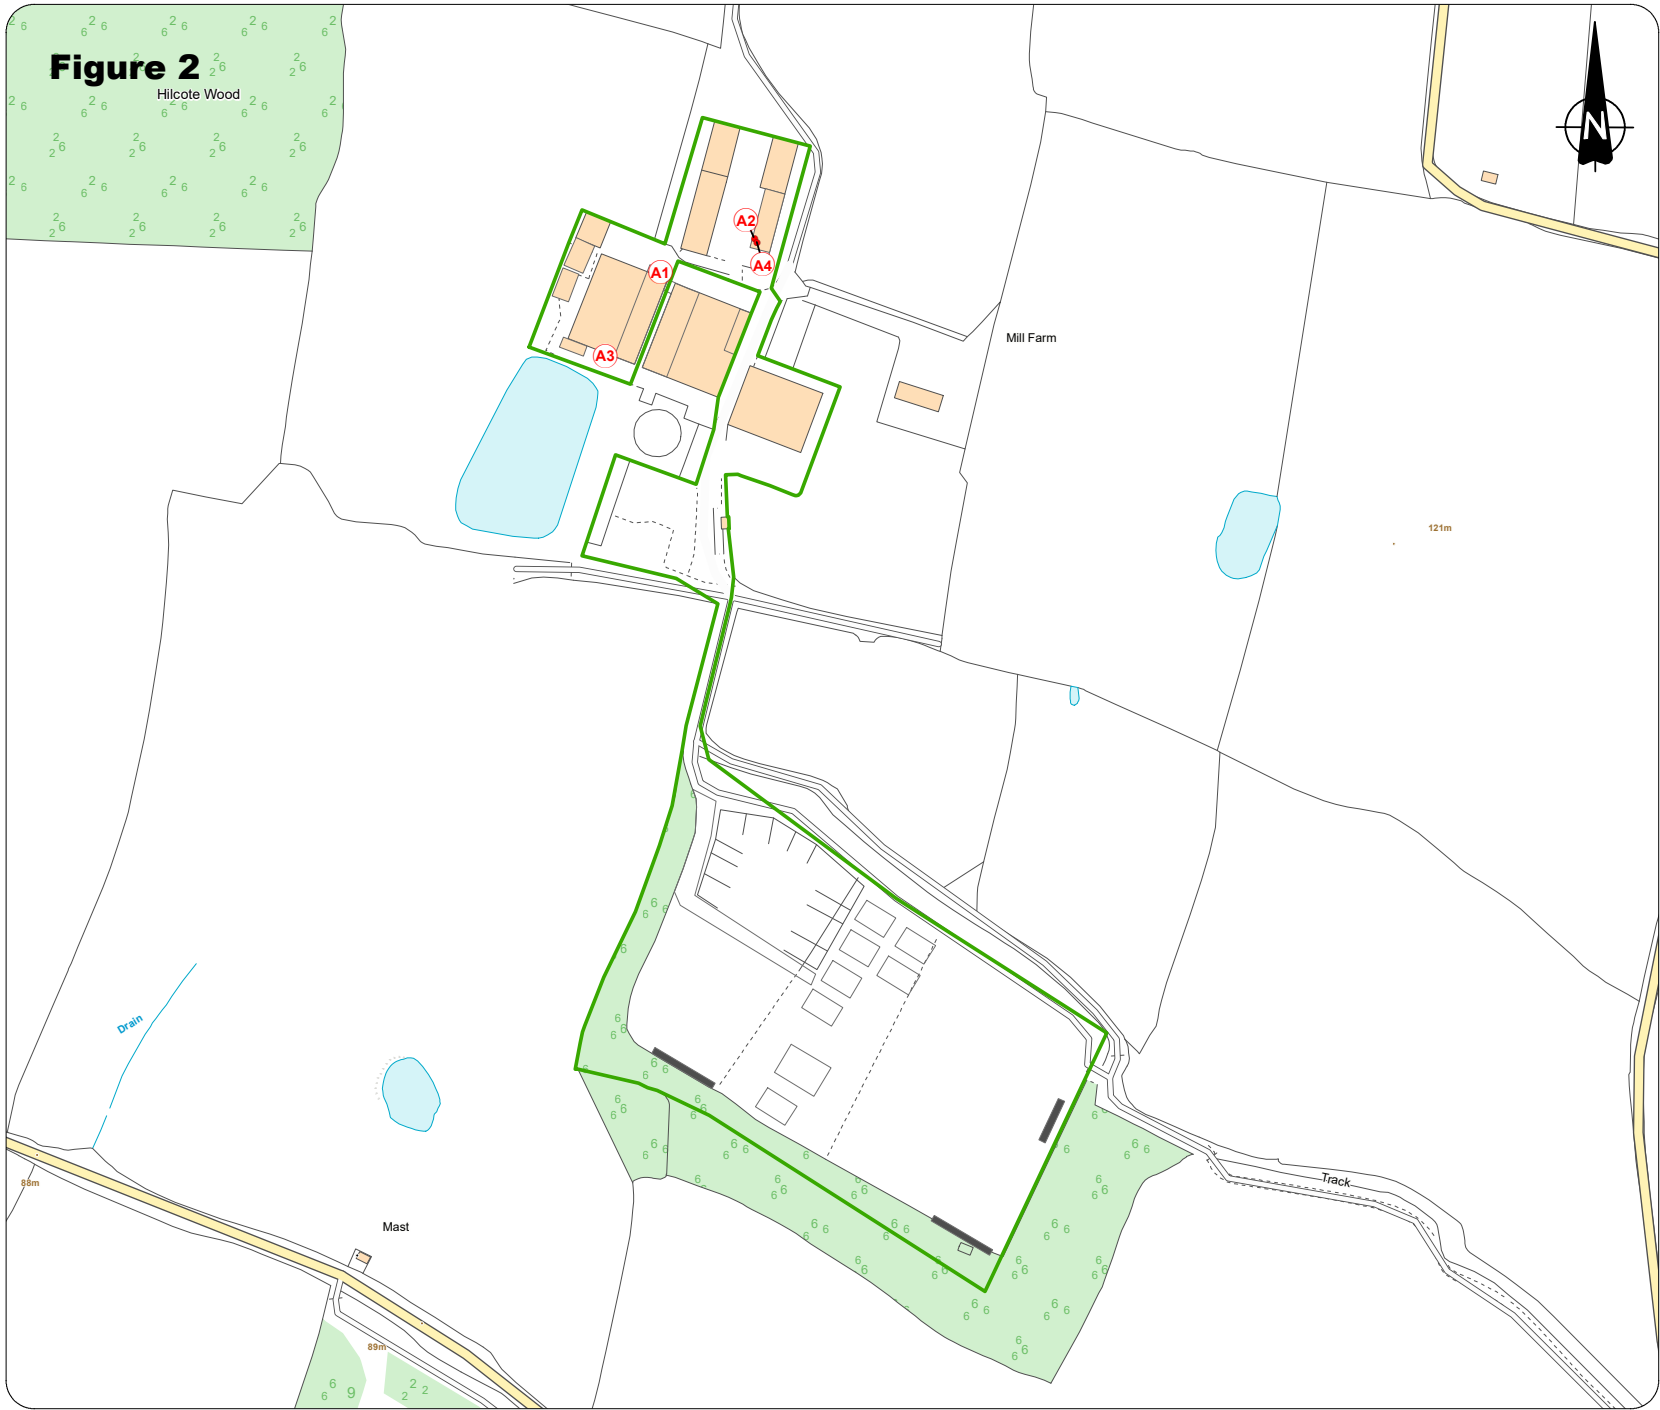 Figure 2
Hilcote Wood
N
A2
A4
A1
A3
Mill Farm
121m
Drain
Track
88m
Mast
89m